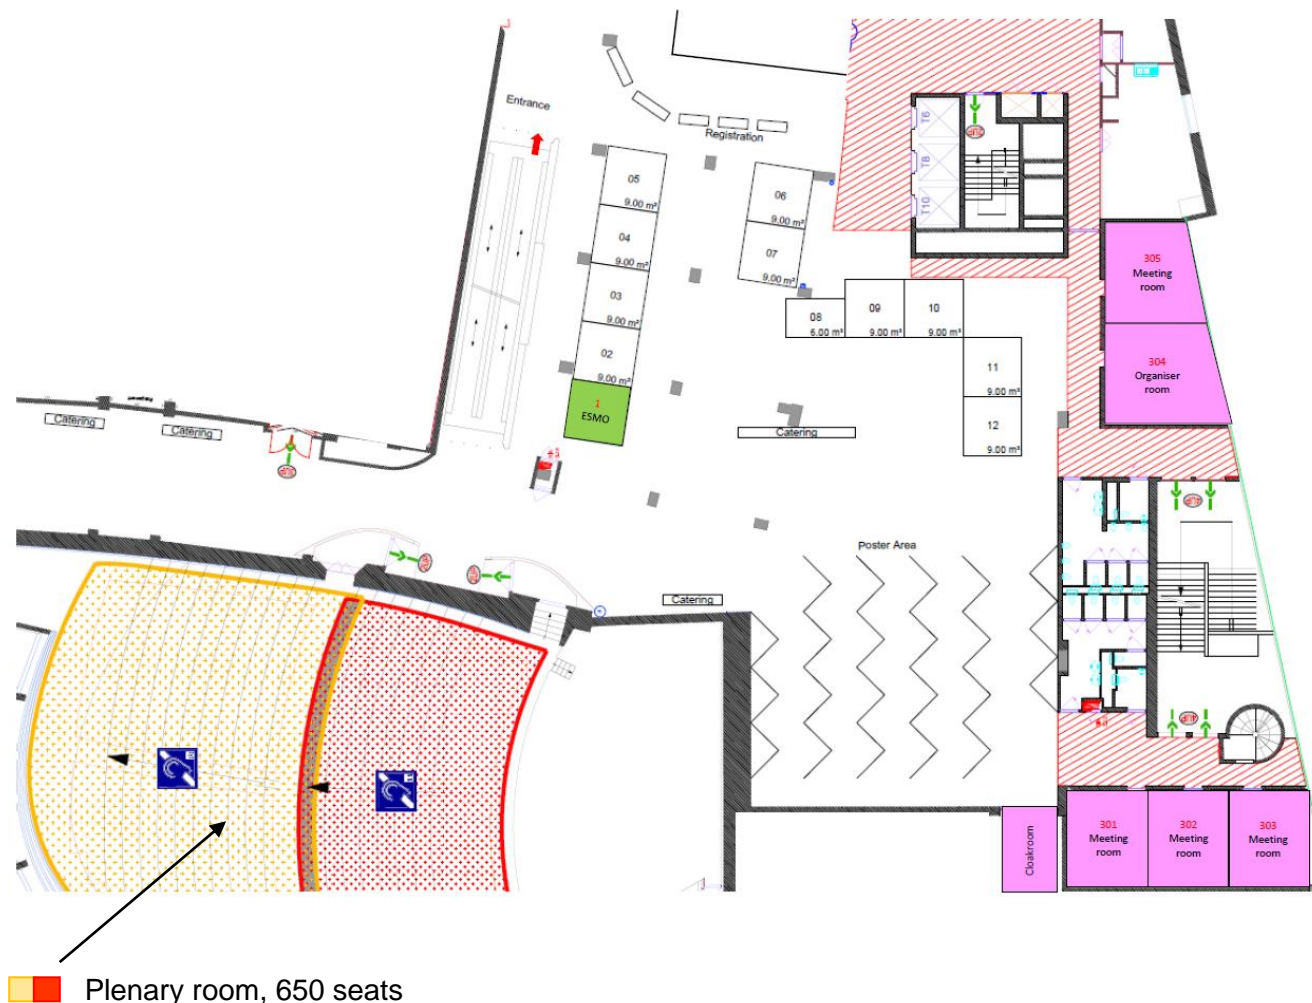 Entrance
Registration
T6
T8
T10
05
9.00 m²
04
9.00 m²
03
9.00 m²
02
9.00 m²
1
ESMO
06
9.00 m²
07
9.00 m²
08
6.00 m²
09
9.00 m²
10
9.00 m²
11
9.00 m²
12
9.00 m²
305
Meeting
room
304
Organiser
room
Catering
Catering
Catering
Catering
Poster Area
Cloakroom
301
Meeting
room
302
Meeting
room
303
Meeting
room
Plenary room, 650 seats